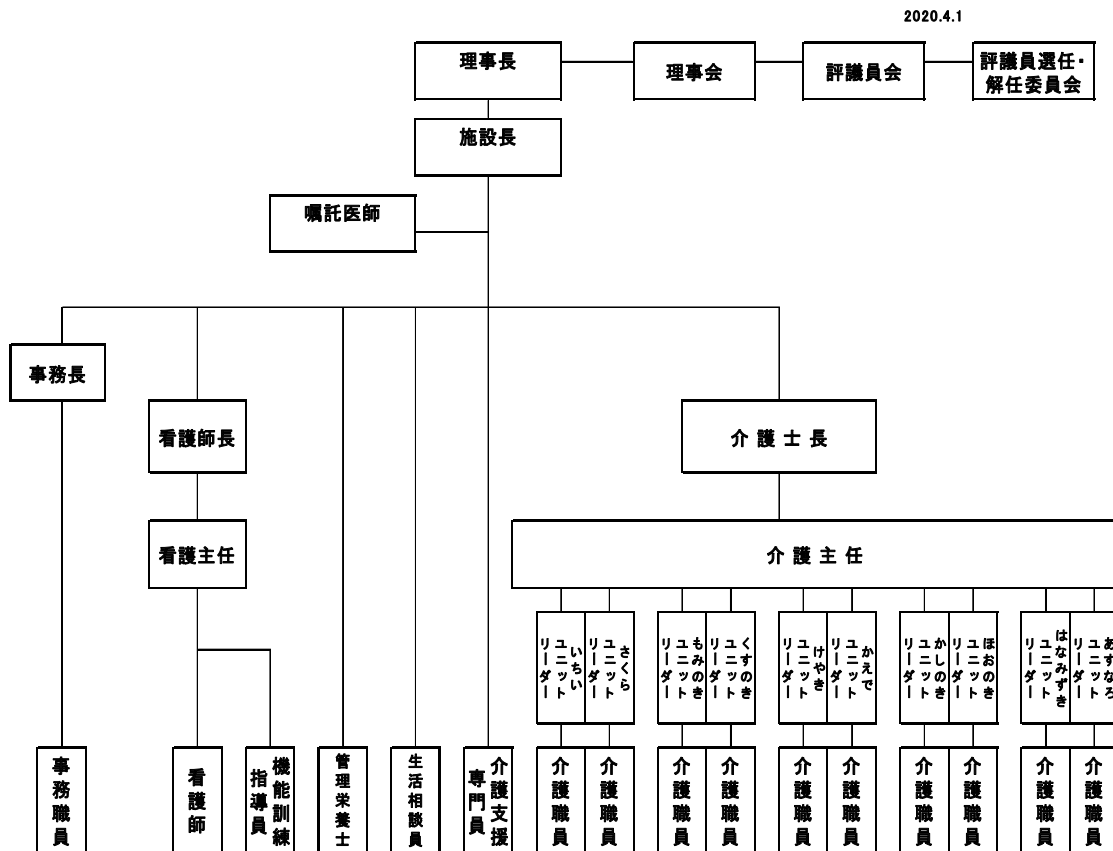 2020.4.1
理事長
理事会
評議員会
評議員選任・
解任委員会
施設長
嘱託医師
事務長
看護師長
介護士長
看護主任
介護主任
いちい
ユニット
リーダー
さくら
ユニット
リーダー
もみのき
ユニット
リーダー
くすのき
ユニット
リーダー
けやき
ユニット
リーダー
かえで
ユニット
リーダー
かしのき
ユニット
リーダー
ほおのき
ユニット
リーダー
はなみずき
ユニット
リーダー
あすなろ
ユニット
リーダー
事務職員
看護師
機能訓練
指導員
管理栄養士
生活相談員
介護支援
専門員
介護職員
介護職員
介護職員
介護職員
介護職員
介護職員
介護職員
介護職員
介護職員
介護職員